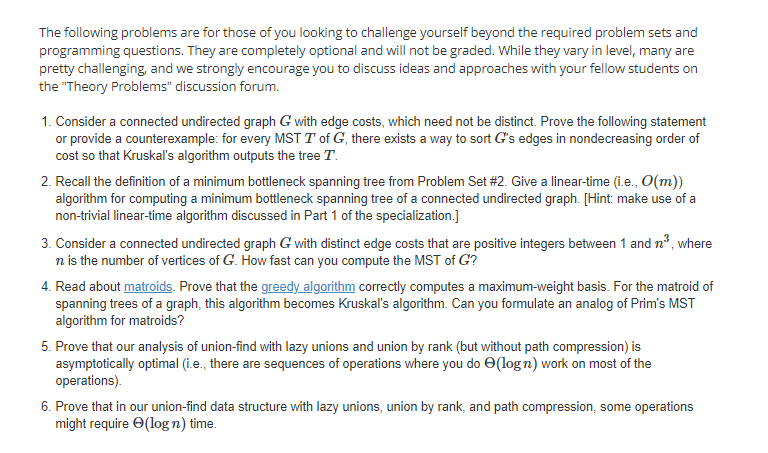 The following problems are for those of you looking to challenge yourself beyond the required problem sets and
programming questions. They are completely optional and will not be graded. While they vary in level, many are
pretty challenging, and we strongly encourage you to discuss ideas and approaches with your fellow students on
the "Theory Problems" discussion forum.
1. Consider a connected undirected graph G with edge costs, which need not be distinct. Prove the following statement
or provide a counterexample: for every MST T of G, there exists a way to sort G's edges in nondecreasing order of
cost so that Kruskal's algorithm outputs the tree T.
2. Recall the definition of a minimum bottleneck spanning tree from Problem Set #2. Give a linear-time (i.e., O(m))
algorithm for computing a minimum bottleneck spanning tree of a connected undirected graph. [Hint: make use of a
non-trivial linear-time algorithm discussed in Part 1 of the specialization.]
3. Consider a connected undirected graph G with distinct edge costs that are positive integers between 1 and n³, where
n is the number of vertices of G. How fast can you compute the MST of G?
4. Read about matroids. Prove that the greedy algorithm correctly computes a maximum-weight basis. For the matroid of
spanning trees of a graph, this algorithm becomes Kruskal's algorithm. Can you formulate an analog of Prim's MST
algorithm for matroids?
5. Prove that our analysis of union-find with lazy unions and union by rank (but without path compression) is
asymptotically optimal (i.e., there are sequences of operations where you do Θ(log n) work on most of the
operations).
6. Prove that in our union-find data structure with lazy unions, union by rank, and path compression, some operations
might require Θ(log n) time.